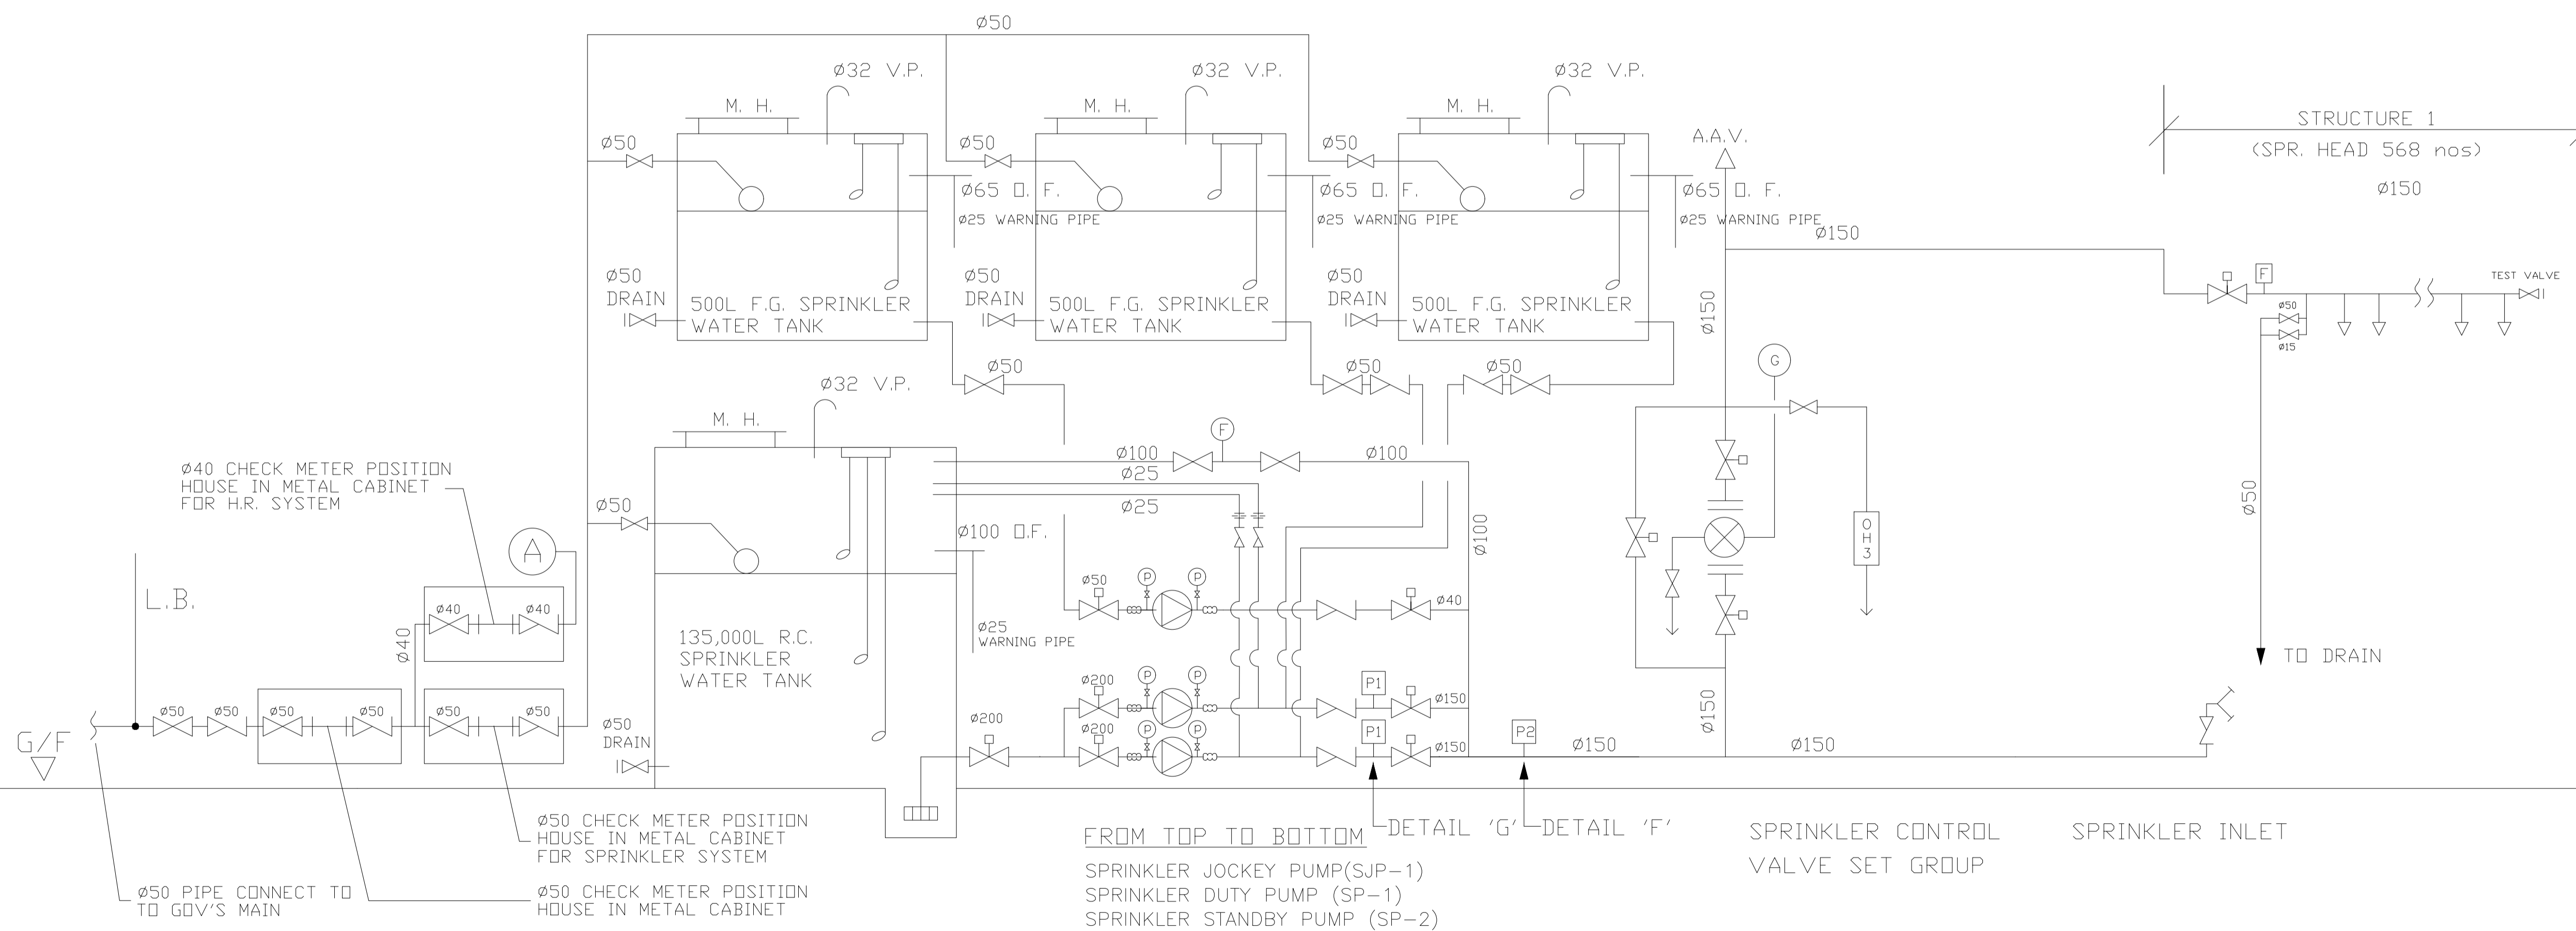 ø50
ø32 V.P.
ø32 V.P.
ø32 V.P.
M. H.
M. H.
M. H.
STRUCTURE 1
(SPR. HEAD 568 nos)
ø150
A.A.V.
ø50
ø50
ø50
ø65 O. F.
ø65 O. F.
ø65 O. F.
ø25 WARNING PIPE
ø25 WARNING PIPE
ø25 WARNING PIPE
ø150
ø50
DRAIN
ø50
DRAIN
ø50
DRAIN
500L F.G. SPRINKLER
WATER TANK
500L F.G. SPRINKLER
WATER TANK
500L F.G. SPRINKLER
WATER TANK
ø150
F
TEST VALVE
ø50
ø15
G
ø50
ø50
ø50
ø32 V.P.
M. H.
F
ø100
ø100
ø25
ø25
ø40 CHECK METER POSITION
HOUSE IN METAL CABINET
FOR H.R. SYSTEM
ø50
ø100 O.F.
ø100
OH3
ø50
A
L.B.
ø40
ø40
ø40
135,000L R.C.
SPRINKLER
WATER TANK
ø25
WARNING PIPE
ø50
P
P
ø40
ø200
P
P
P1
ø150
ø200
ø200
P
P
P1
ø150
P2
ø150
ø150
ø150
TO DRAIN
G/F
ø50
ø50
ø50
ø50
ø50
ø50
ø50
DRAIN
ø50 CHECK METER POSITION
HOUSE IN METAL CABINET
FOR SPRINKLER SYSTEM
ø50 CHECK METER POSITION
HOUSE IN METAL CABINET
ø50 PIPE CONNECT TO
TO GOV'S MAIN
DETAIL 'G'
DETAIL 'F'
FROM TOP TO BOTTOM
SPRINKLER JOCKEY PUMP(SJP-1)
SPRINKLER DUTY PUMP (SP-1)
SPRINKLER STANDBY PUMP (SP-2)
SPRINKLER CONTROL
VALVE SET GROUP
SPRINKLER INLET